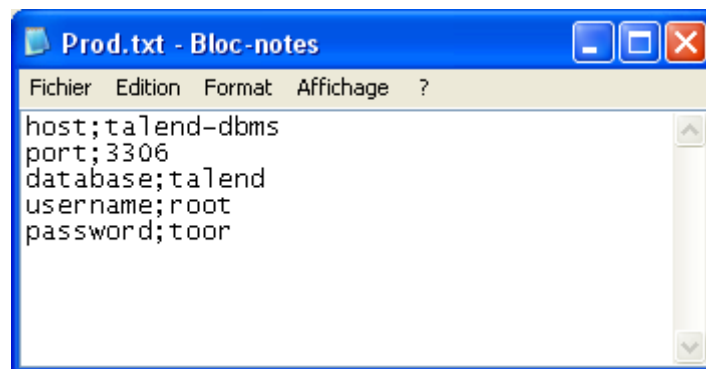 Prod.txt - Bloc-notes
Fichier Edition Format Affichage ?
host;talend-dbms
port;3306
database;talend
username;root
password;toor